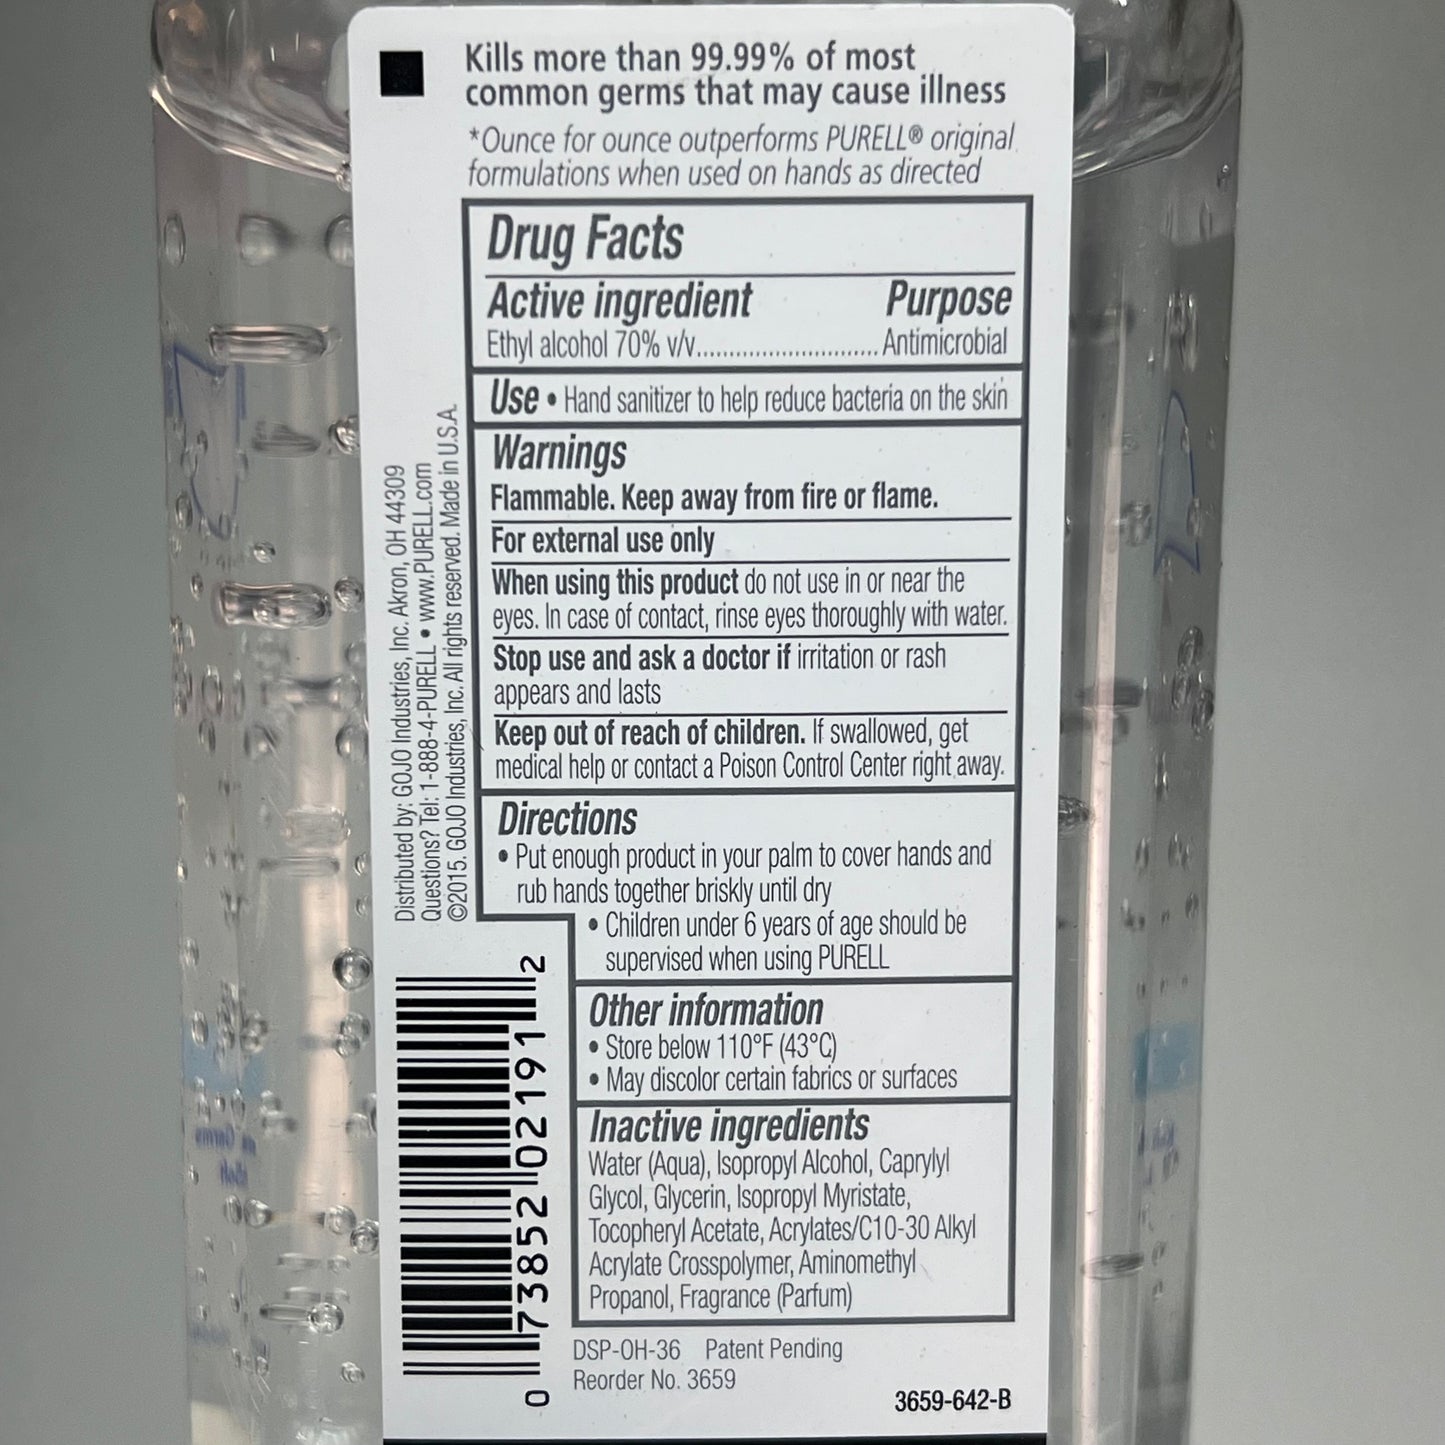 Kills more than 99.99% of most
common germs that may cause illness
*Ounce for ounce outperforms PURELL® original
formulations when used on hands as directed
Drug Facts
Active ingredient Purpose
Ethyl alcohol 70% v/v............................Antimicrobial
Use • Hand sanitizer to help reduce bacteria on the skin
Warnings
Flammable. Keep away from fire or flame.
For external use only
When using this product do not use in or near the
eyes. In case of contact, rinse eyes thoroughly with water.
Stop use and ask a doctor if irritation or rash
appears and lasts
Keep out of reach of children. If swallowed, get
medical help or contact a Poison Control Center right away.
Directions
• Put enough product in your palm to cover hands and
rub hands together briskly until dry
• Children under 6 years of age should be
supervised when using PURELL
Other information
• Store below 110°F (43°C)
• May discolor certain fabrics or surfaces
Inactive ingredients
Water (Aqua), Isopropyl Alcohol, Caprylyl
Glycol, Glycerin, Isopropyl Myristate,
Tocopheryl Acetate, Acrylates/C10-30 Alkyl
Acrylate Crosspolymer, Aminomethyl
Propanol, Fragrance (Parfum)
DSP-OH-36 Patent Pending
Reorder No. 3659
3659-642-B
Distributed by: GOJO Industries, Inc. Akron, OH 44309
Questions? Tel: 1-888-4-PURELL • www.PURELL.com
©2015. GOJO Industries, Inc. All rights reserved. Made in U.S.A.
0 73852 02191 2